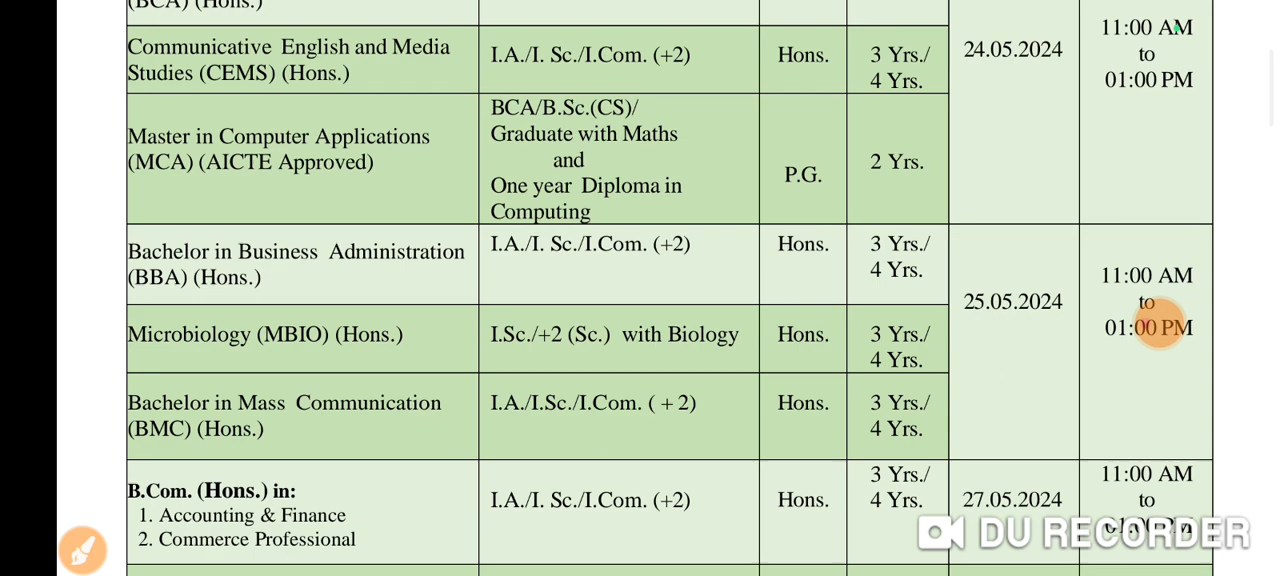 (BCA) (Hons.)
Communicative English and Media
Studies (CEMS) (Hons.)
I.A./I. Sc./I.Com. (+2)
Hons.
3 Yrs./
4 Yrs.
24.05.2024
11:00 AM
to
01:00 PM
Master in Computer Applications
(MCA) (AICTE Approved)
BCA/B.Sc.(CS)/
Graduate with Maths
and
One year Diploma in
Computing
P.G.
2 Yrs.
Bachelor in Business Administration
(BBA) (Hons.)
I.A./I. Sc./I.Com. (+2)
Hons.
3 Yrs./
4 Yrs.
25.05.2024
11:00 AM
to
01:00 PM
Microbiology (MBIO) (Hons.)
I.Sc./+2 (Sc.) with Biology
Hons.
3 Yrs./
4 Yrs.
Bachelor in Mass Communication
(BMC) (Hons.)
I.A./I.Sc./I.Com. ( + 2)
Hons.
3 Yrs./
4 Yrs.
B.Com. (Hons.) in:
1. Accounting & Finance
2. Commerce Professional
I.A./I. Sc./I.Com. (+2)
Hons.
3 Yrs./
4 Yrs.
27.05.2024
11:00 AM
to
01:00 PM
DU RECORDER